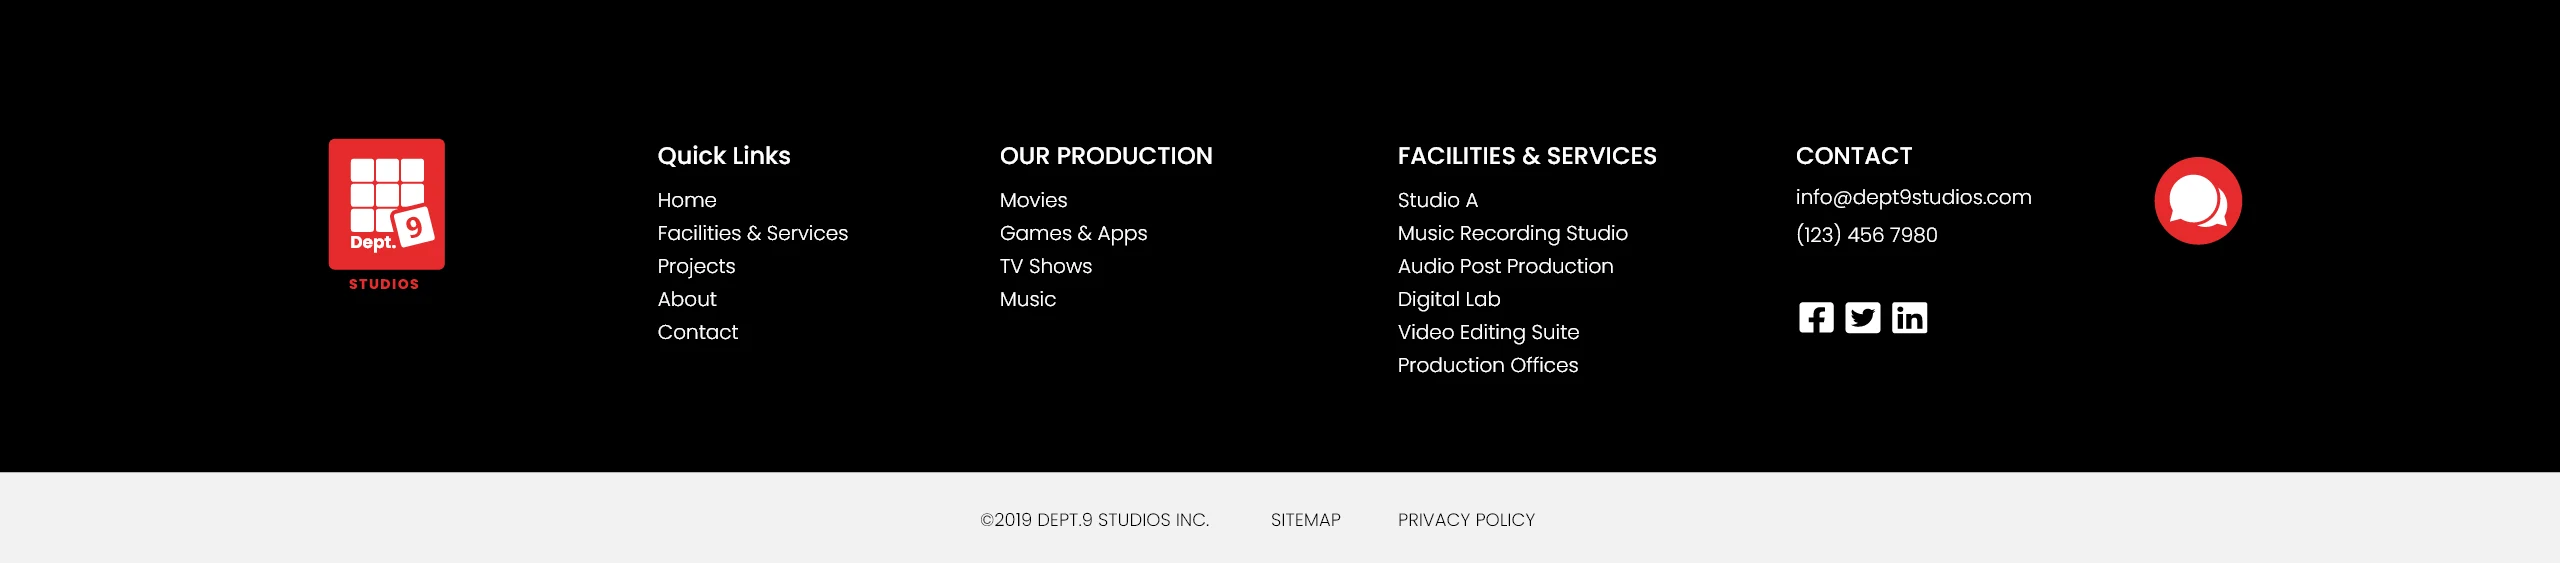 Dept. 9
STUDIOS
Quick Links
Home
Facilities & Services
Projects
About
Contact
OUR PRODUCTION
Movies
Games & Apps
TV Shows
Music
FACILITIES & SERVICES
Studio A
Music Recording Studio
Audio Post Production
Digital Lab
Video Editing Suite
Production Offices
CONTACT
info@dept9studios.com
(123) 456 7980
©2019 DEPT.9 STUDIOS INC.
SITEMAP
PRIVACY POLICY